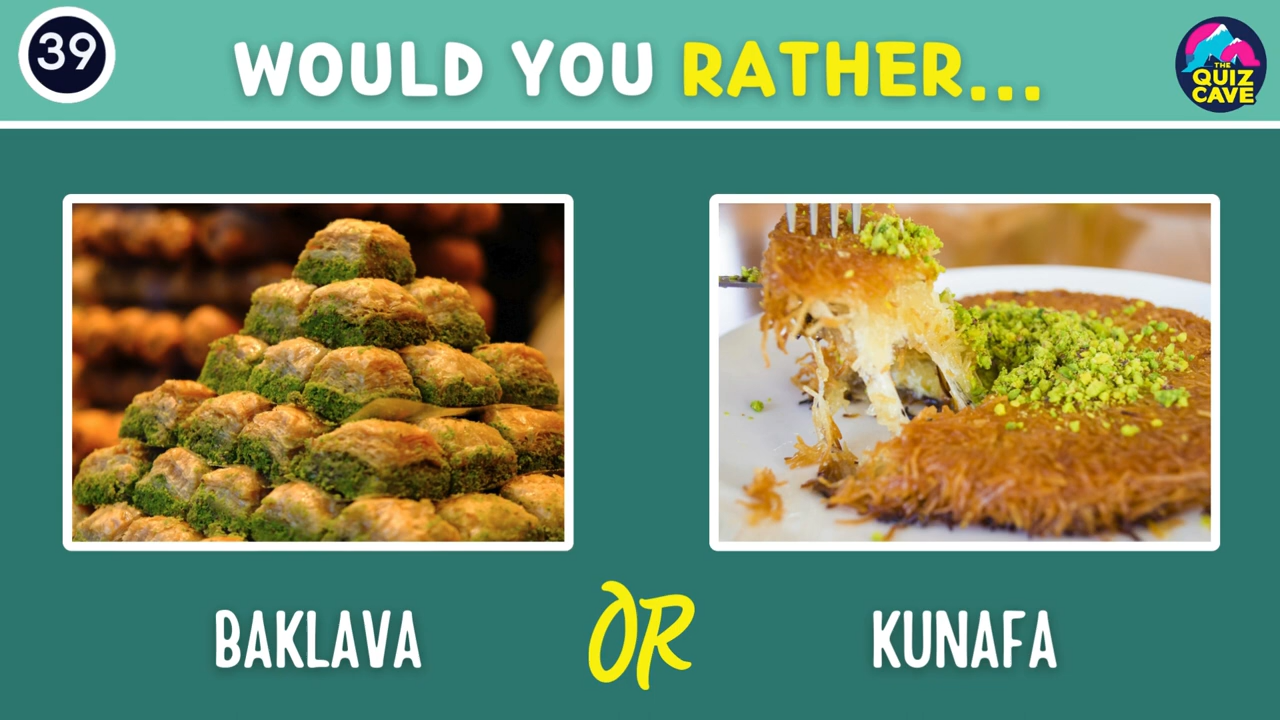 39
WOULD YOU RATHER...
THE
QUIZ
CAVE
BAKLAVA
OR
KUNAFA